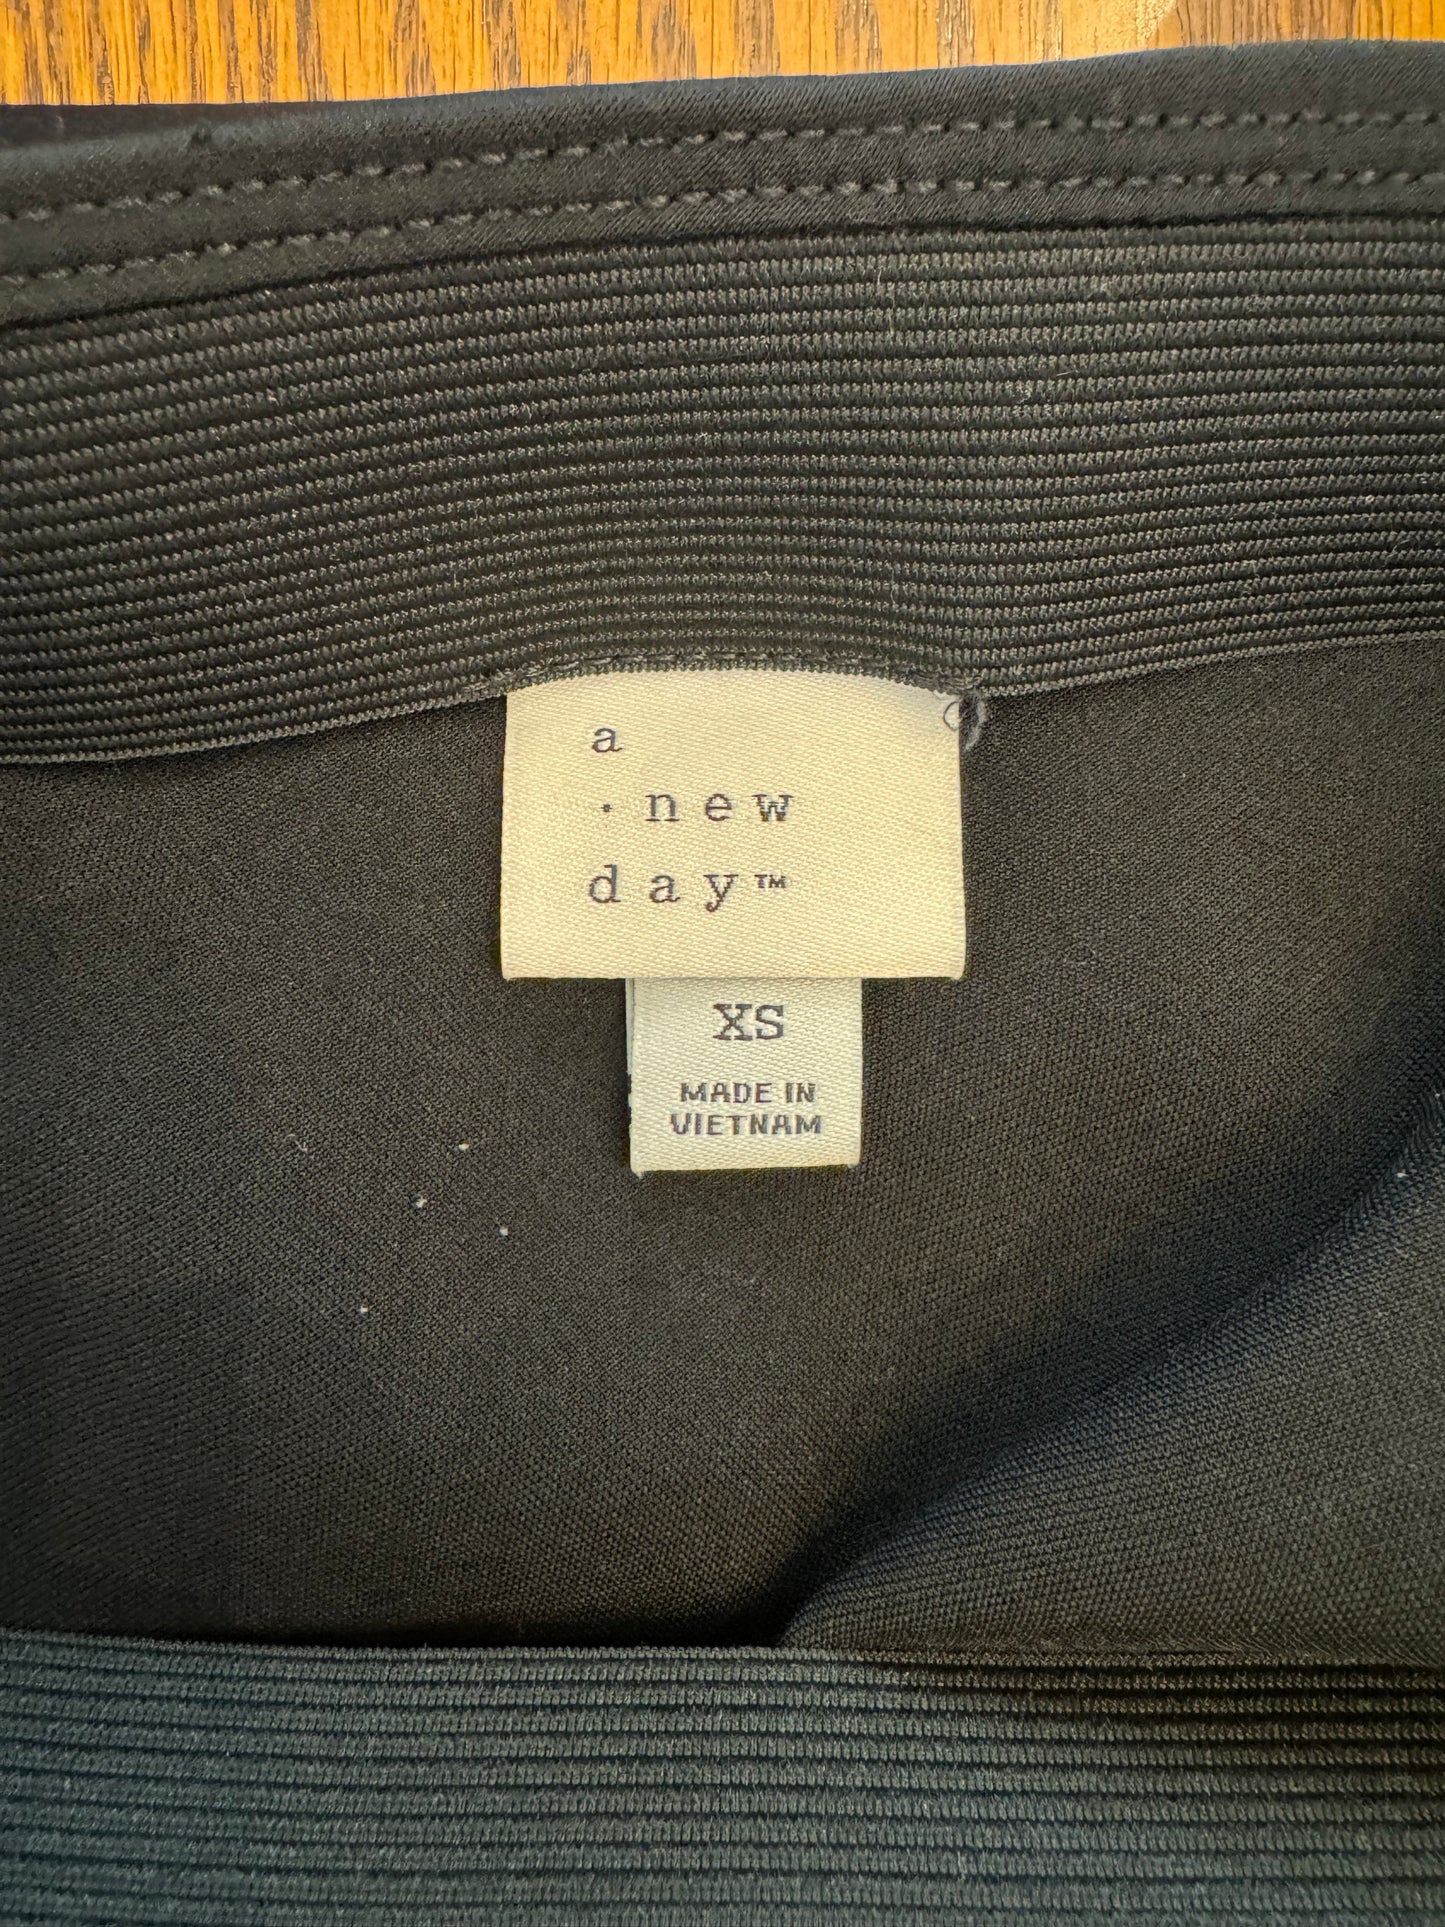 a
· new
day™
XS
MADE IN
VIETNAM